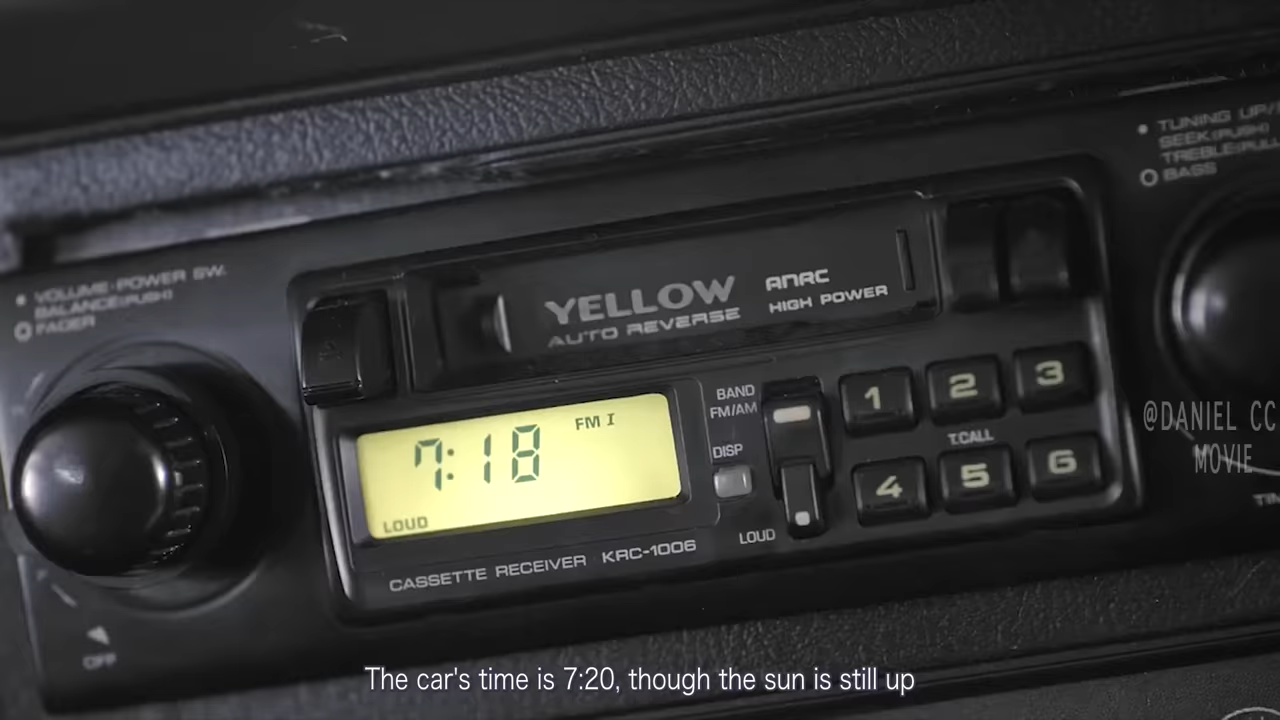 VOLUME·POWER SW.
BALANCE(PUSH)
FADER
OFF
YELLOW
AUTO REVERSE
ANRC
HIGH POWER
7:18
FM I
LOUD
CASSETTE RECEIVER KRC-1006
BAND
FM/AM
DISP
LOUD
1
2
3
T.CALL
4
5
6
TUNING UP/
SEEK(PUSH)
TREBLE(PULL
BASS
@DANIEL CC
MOVIE
The car's time is 7:20, though the sun is still up